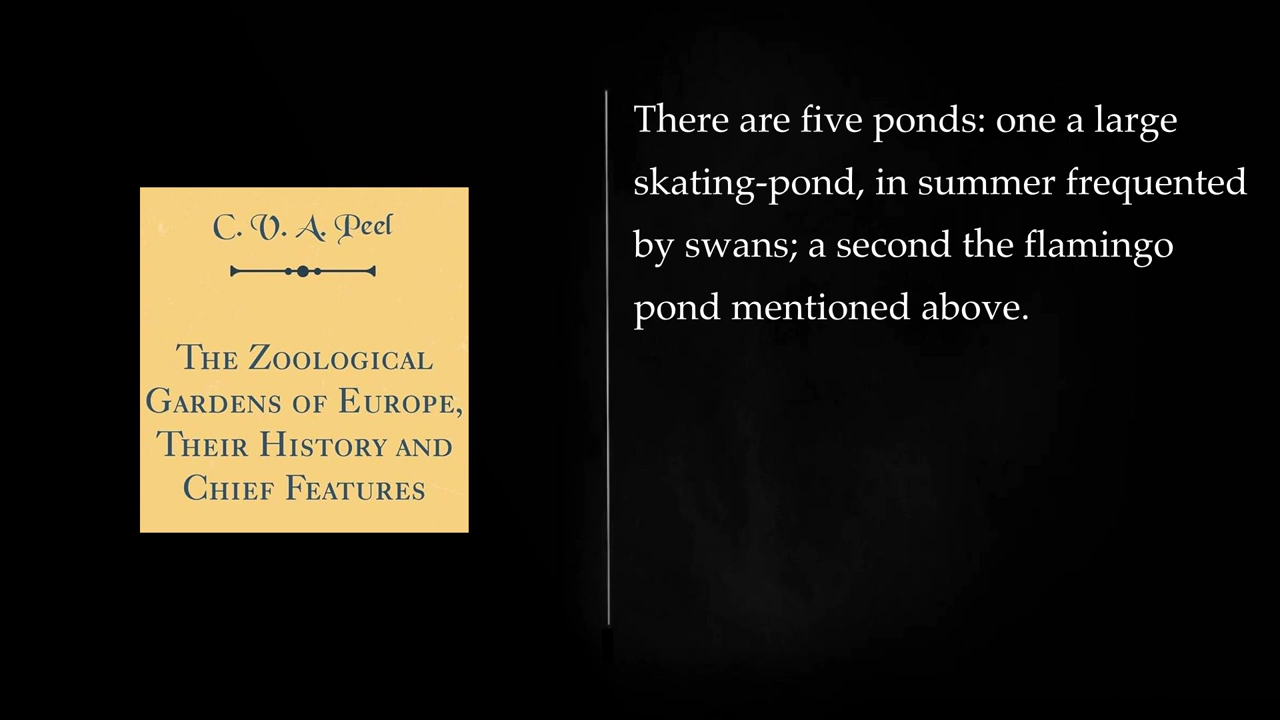 C. V. A. Peel
The Zoological
Gardens of Europe,
Their History and
Chief Features
There are five ponds: one a large
skating-pond, in summer frequented
by swans; a second the flamingo
pond mentioned above.